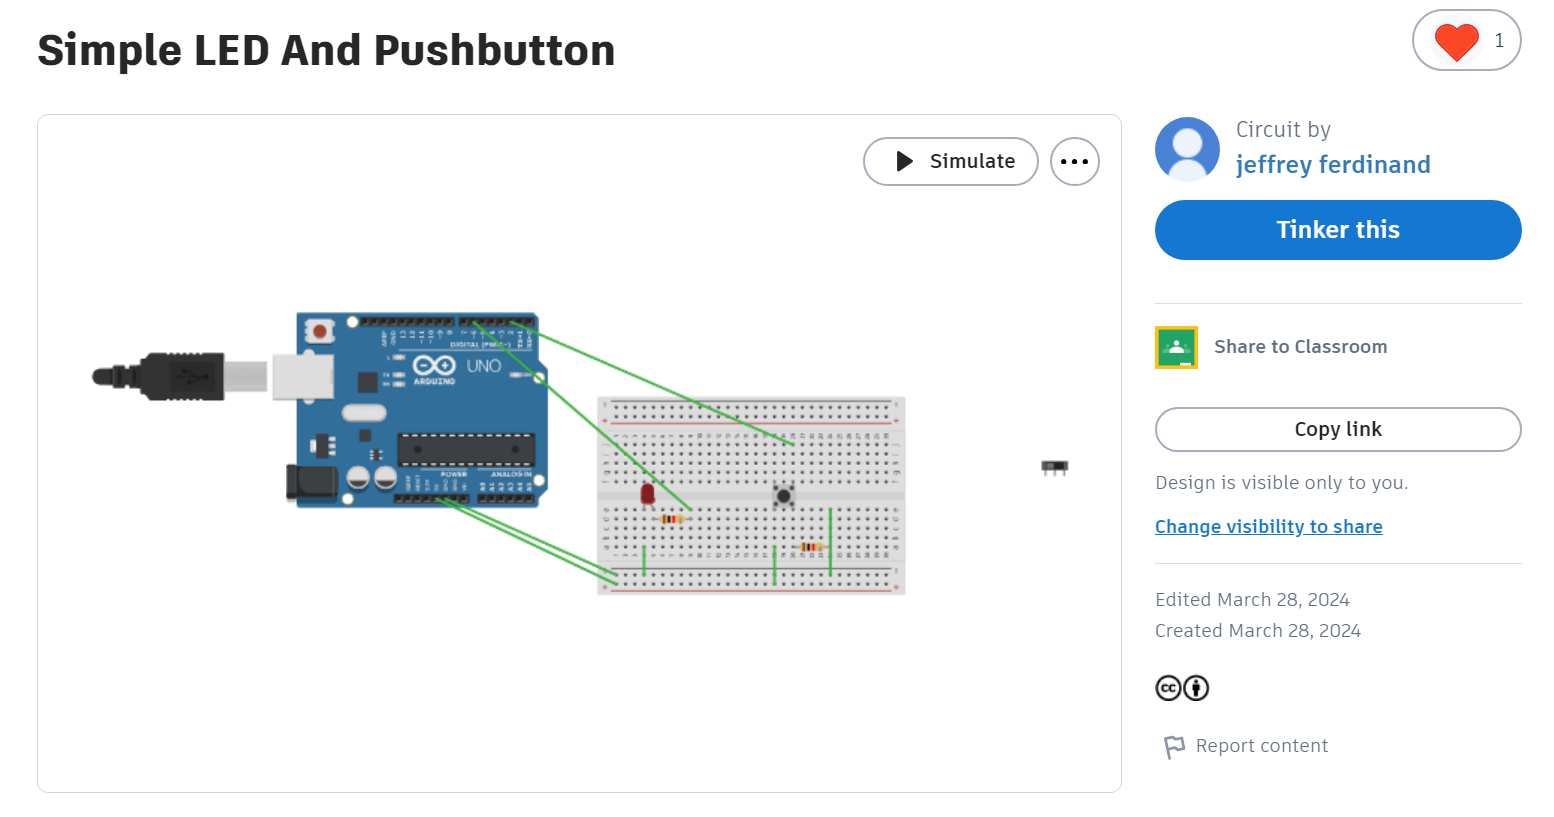 Simple LED And Pushbutton
1
Simulate
Circuit by
jeffrey ferdinand
Tinker this
Share to Classroom
Copy link
Design is visible only to you.
Change visibility to share
Edited March 28, 2024
Created March 28, 2024
cc
Report content
DIGITAL (PWM~)
UNO
ARDUINO
POWER
ANALOG IN